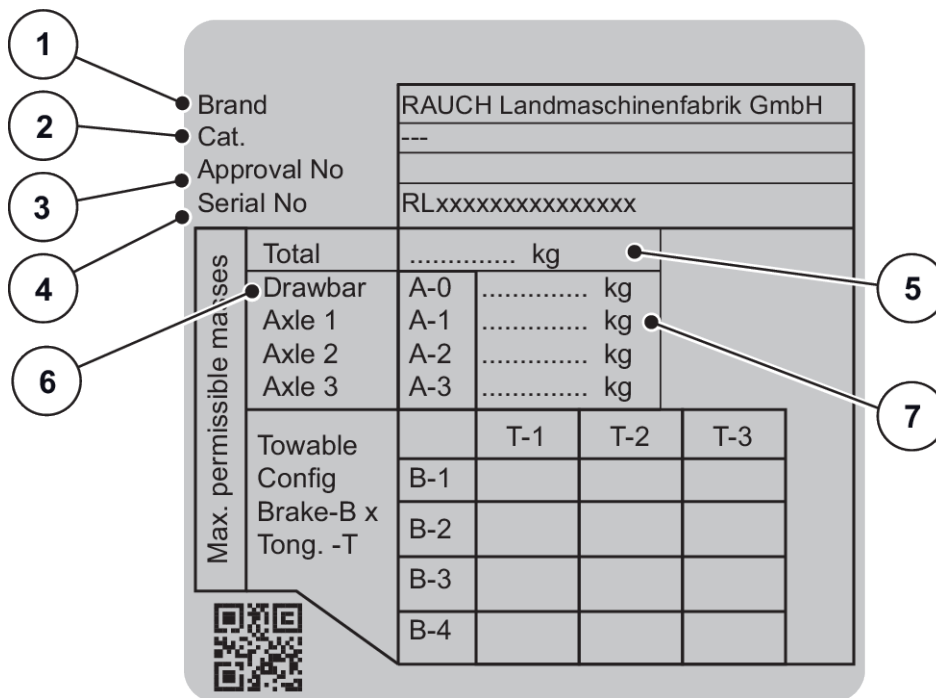 1
Brand RAUCH Landmaschinenfabrik GmbH
2
Cat. ---
Approval No
3
Serial No RLxxxxxxxxxxxxxxx
4
Max. permissible masses
Total .............. kg
5
Drawbar A-0 ............. kg
6
Axle 1 A-1 ............. kg
7
Axle 2 A-2 ............. kg
Axle 3 A-3 ............. kg
Towable
Config
Brake-B x
Tong. -T
T-1 T-2 T-3
B-1
B-2
B-3
B-4